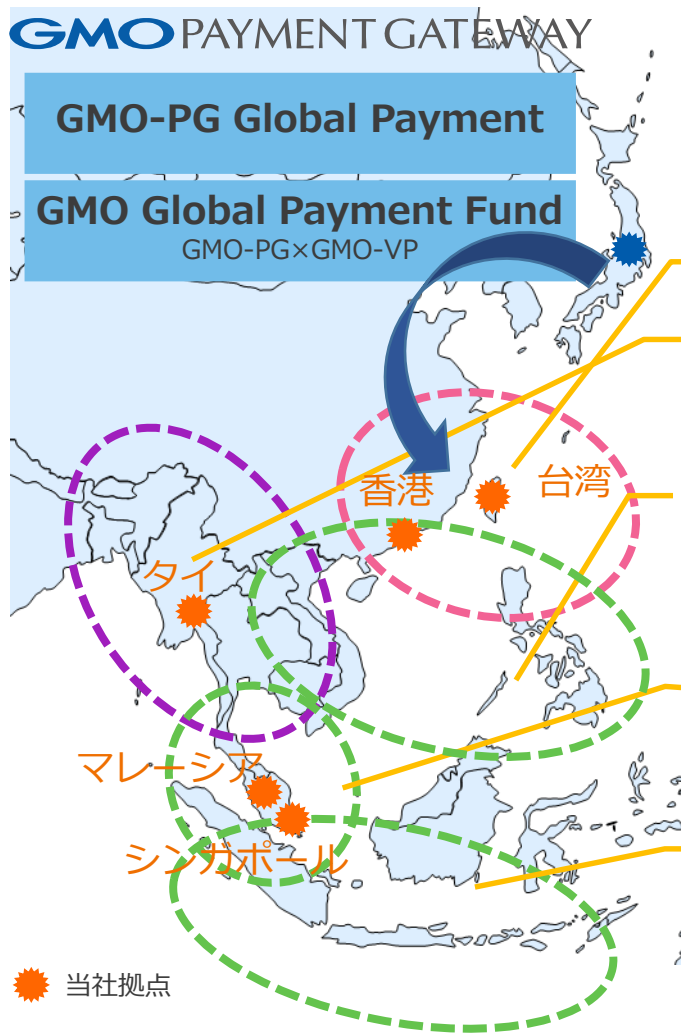 GMO PAYMENT GATEWAY
GMO-PG Global Payment
GMO Global Payment Fund
GMO-PG×GMO-VP
香港
台湾
タイ
マレーシア
シンガポール
当社拠点